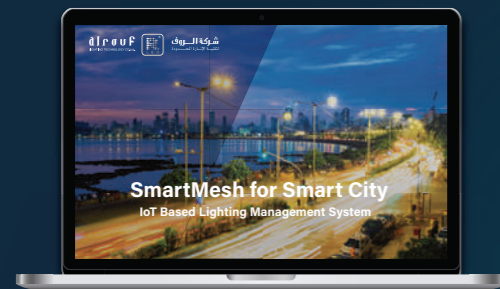 alrouf
شركة الروف
SmartMesh for Smart City
IoT Based Lighting Management System